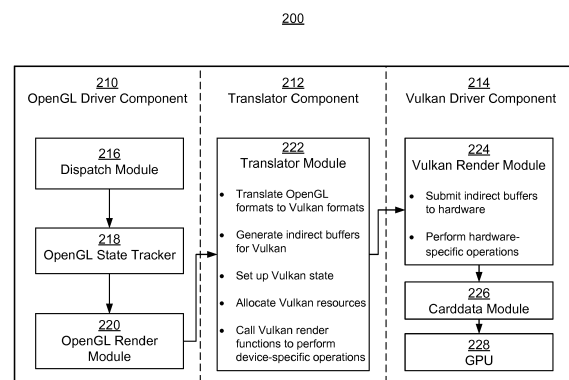 200
210
OpenGL Driver Component
216
Dispatch Module
218
OpenGL State Tracker
220
OpenGL Render
Module
212
Translator Component
222
Translator Module
• Translate OpenGL
formats to Vulkan formats
• Generate indirect buffers
for Vulkan
• Set up Vulkan state
• Allocate Vulkan resources
• Call Vulkan render
functions to perform
device-specific operations
214
Vulkan Driver Component
224
Vulkan Render Module
• Submit indirect buffers
to hardware
• Perform hardware-
specific operations
226
Carddata Module
228
GPU